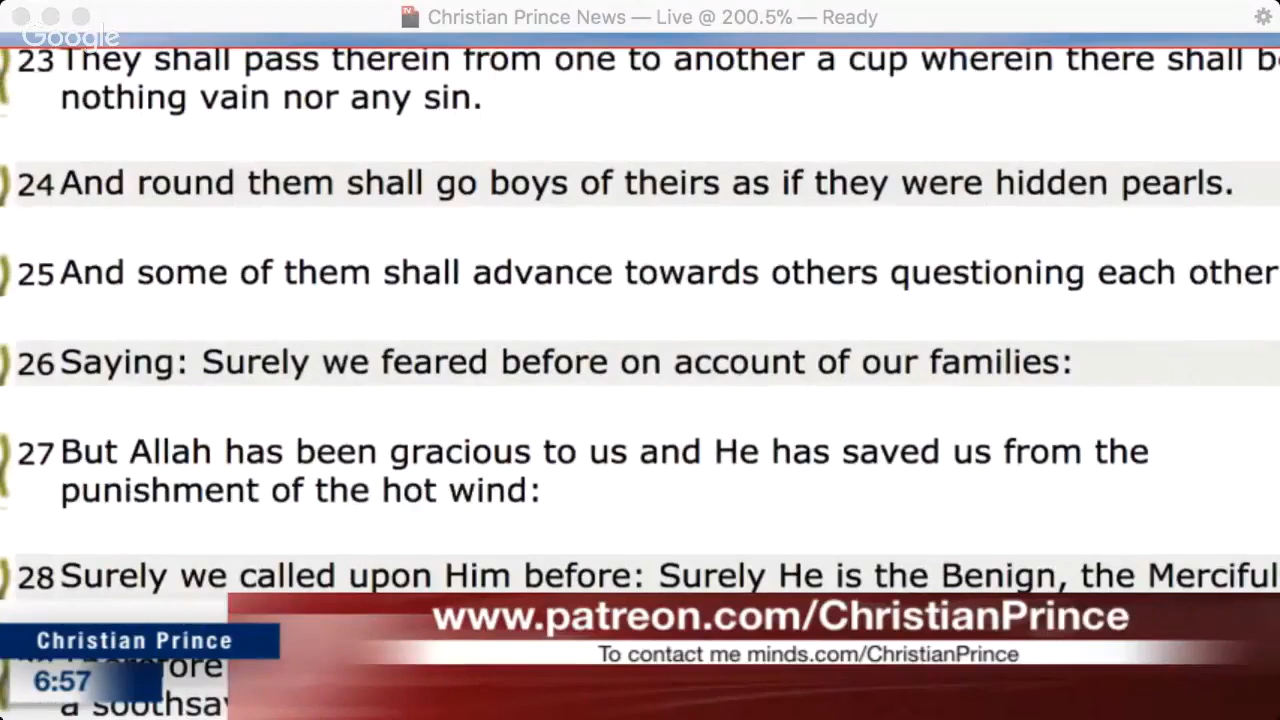 Christian Prince News — Live @ 200.5% — Ready
Google
23 They shall pass therein from one to another a cup wherein there shall
nothing vain nor any sin.
24 And round them shall go boys of theirs as if they were hidden pearls.
25 And some of them shall advance towards others questioning each other
26 Saying: Surely we feared before on account of our families:
27 But Allah has been gracious to us and He has saved us from the
punishment of the hot wind:
28 Surely we called upon Him before: Surely He is the Benign, the Merciful
www.patreon.com/ChristianPrince
Christian Prince
To contact me minds.com/ChristianPrince
6:57
a